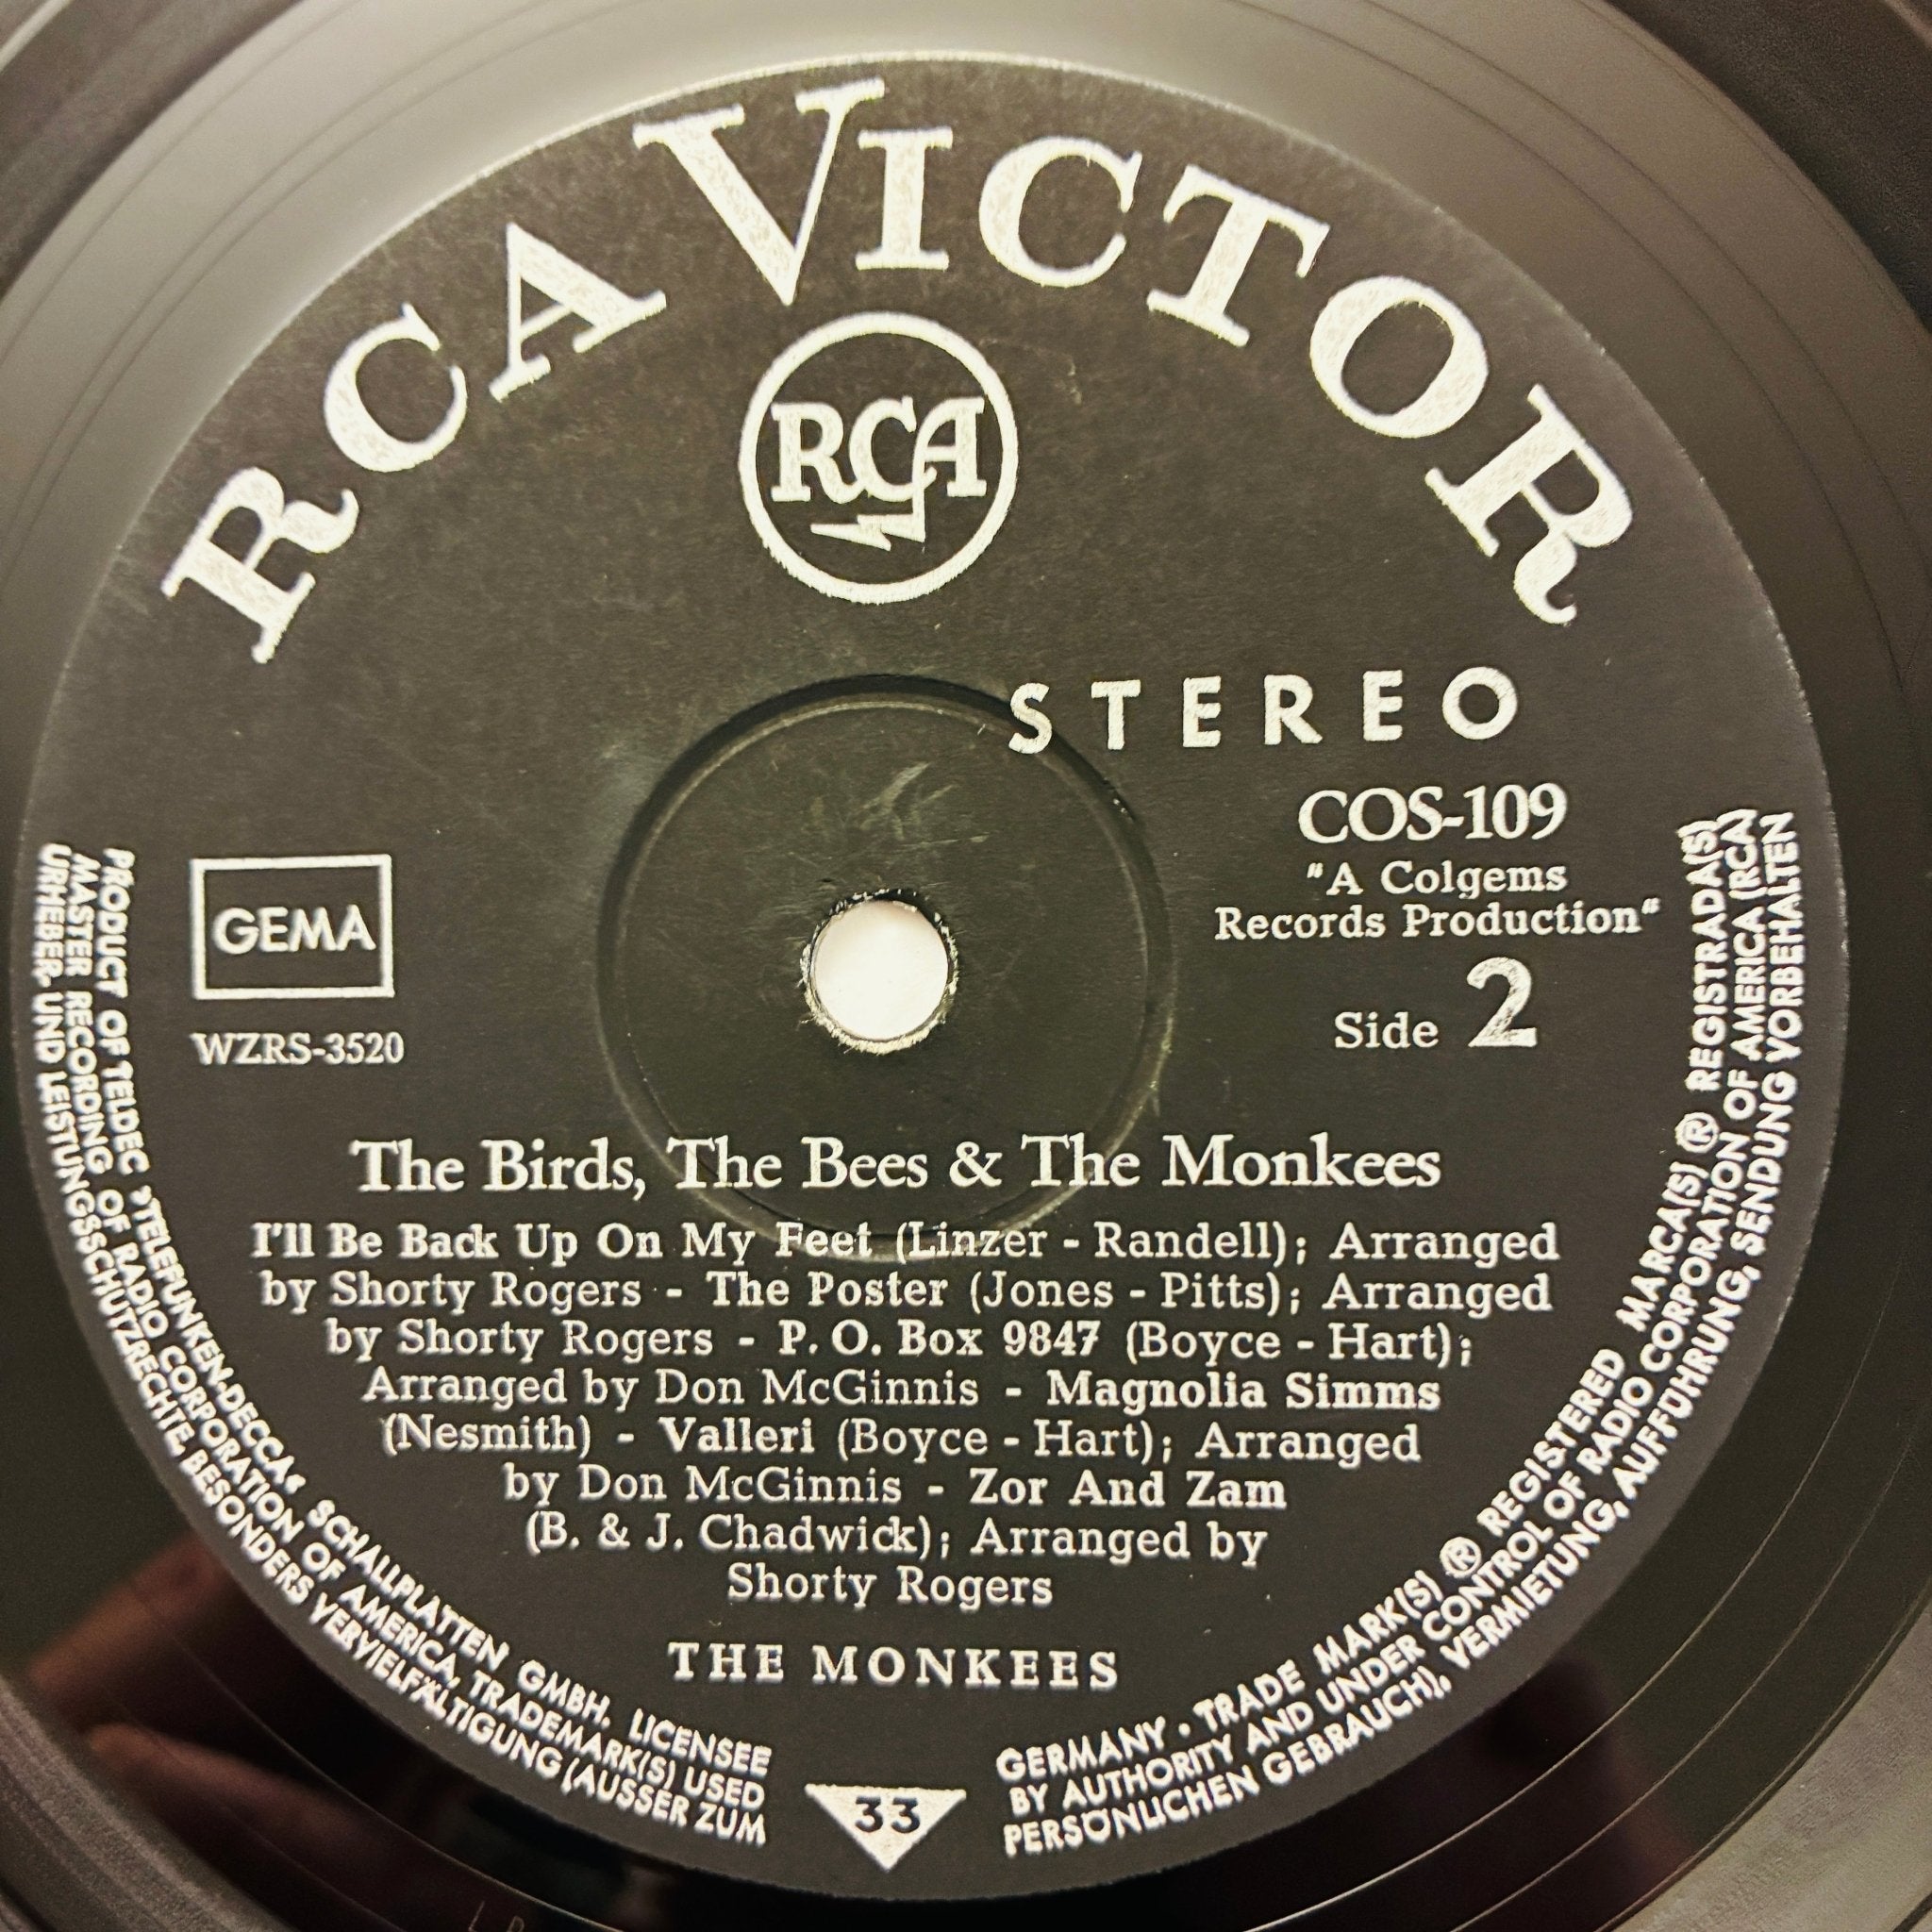 RCA VICTOR
RCA
STEREO
COS-109
"A Colgems
Records Production"
Side 2
GEMA
WZRS-3520
The Birds, The Bees & The Monkees
I'll Be Back Up On My Feet (Linzer - Randell); Arranged
by Shorty Rogers - The Poster (Jones - Pitts); Arranged
by Shorty Rogers - P. O. Box 9847 (Boyce - Hart);
Arranged by Don McGinnis - Magnolia Simms
(Nesmith) - Valleri (Boyce - Hart); Arranged
by Don McGinnis - Zor And Zam
(B. & J. Chadwick); Arranged by
Shorty Rogers
THE MONKEES
PRODUCT OF TELDEC »TELEFUNKEN-DECCA« SCHALLPLATTEN GMBH. LICENSEE
MASTER RECORDING OF RADIO CORPORATION OF AMERICA, TRADEMARK(S) USED
URHEBER- UND LEISTUNGSSCHUTZRECHTE, BESONDERS VERVIELFÄLTIGUNG (AUSSER ZUM
33
GERMANY · TRADE MARK(S) ® REGISTERED MARCA(S) ® REGISTRADA(S)
BY AUTHORITY AND UNDER CONTROL OF RADIO CORPORATION OF AMERICA (RCA)
PERSÖNLICHEN GEBRAUCH), VERMIETUNG, AUFFÜHRUNG, SENDUNG VORBEHALTEN